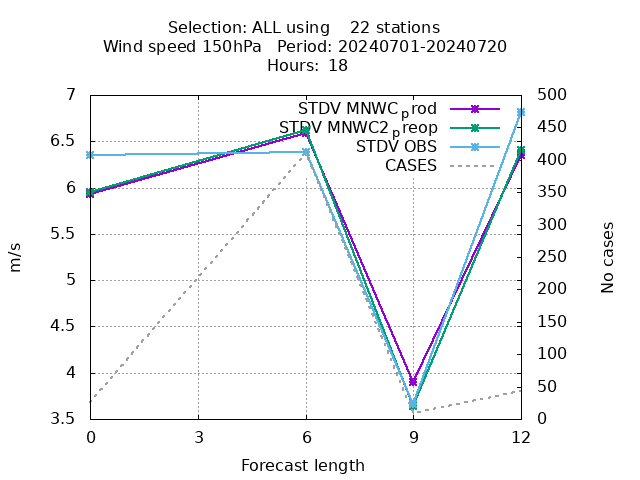 Selection: ALL using 22 stations
Wind speed 150hPa Period: 20240701-20240720
Hours: 18
7
6.5
6
5.5
5
4.5
4
3.5
m/s
STDV MNWCprod
STDV MNWC2preop
STDV OBS
CASES
500
450
400
350
300
250
200
150
100
50
0
No cases
0 3 6 9 12
Forecast length